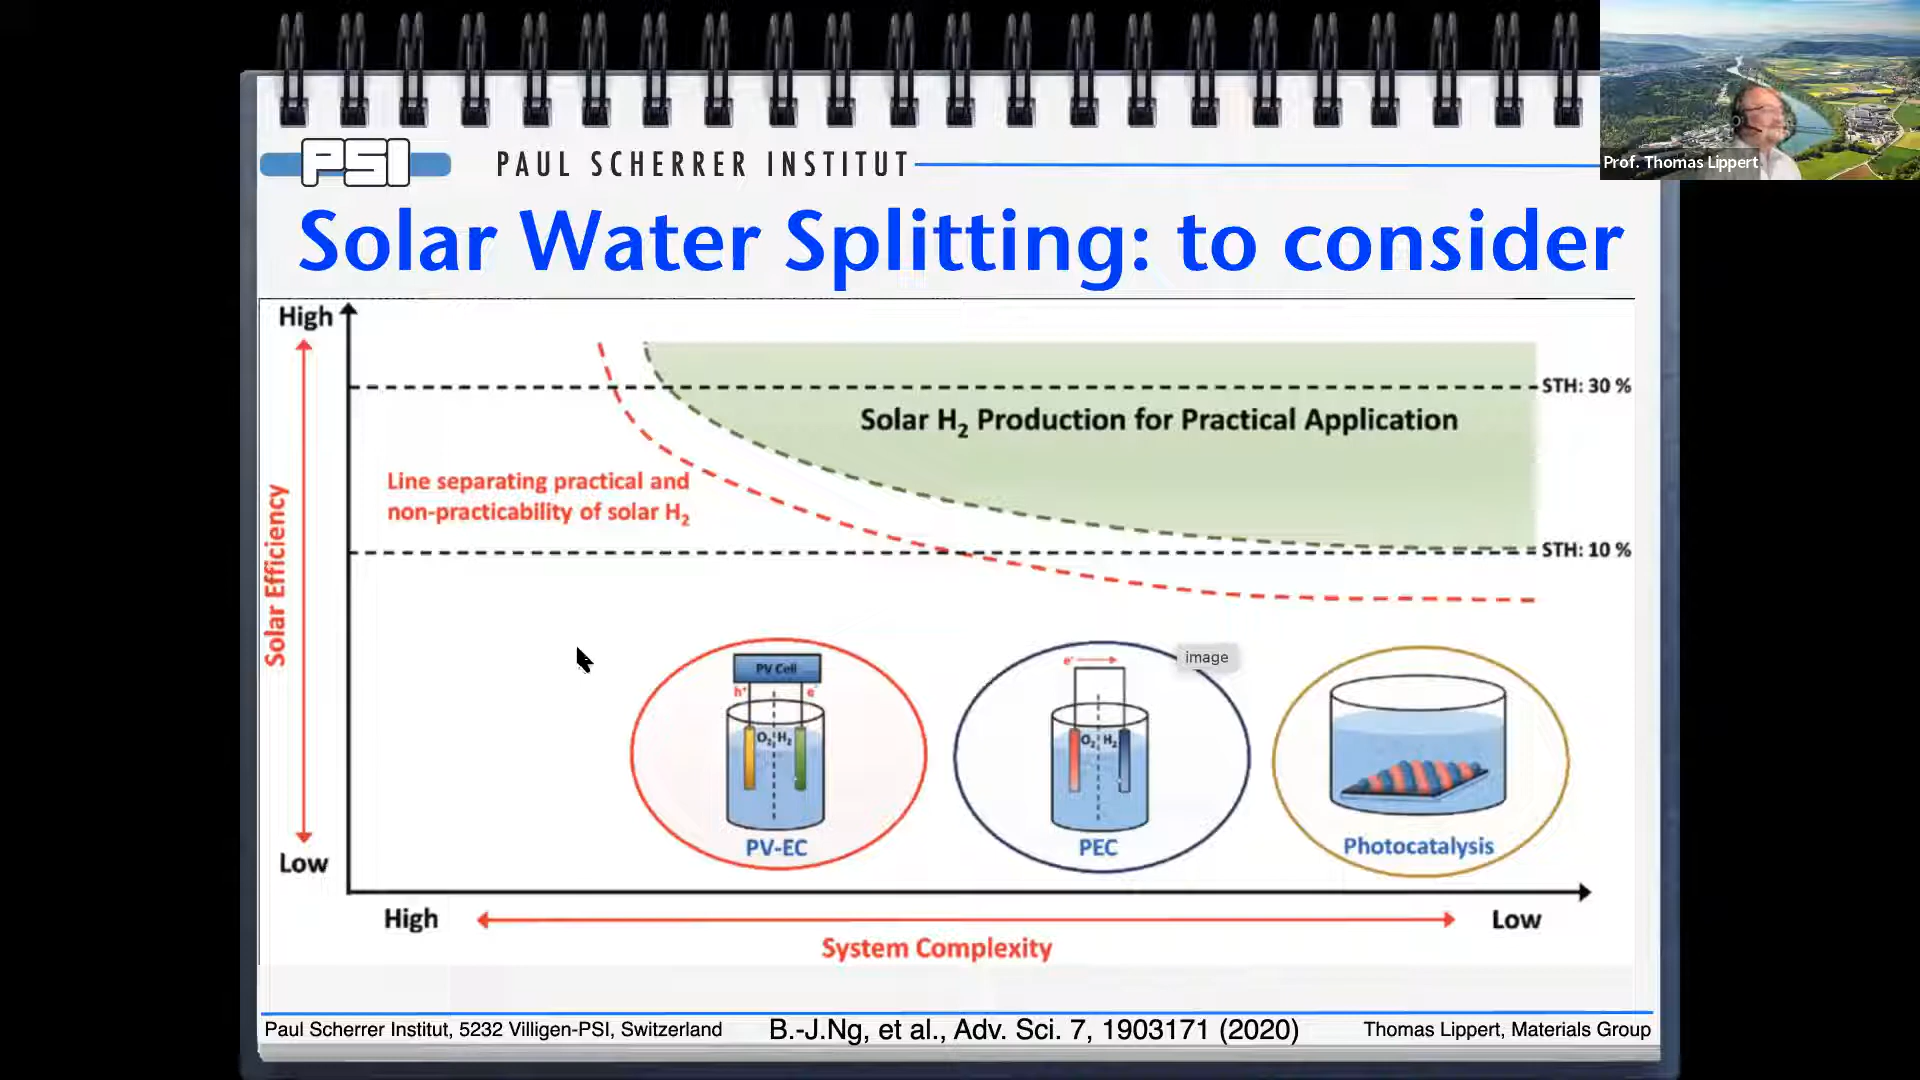 Prof. Thomas Lippert
PSI
PAUL SCHERRER INSTITUT
Solar Water Splitting: to consider
High
STH: 30 %
Solar H2 Production for Practical Application
Line separating practical and
non-practicability of solar H2
STH: 10 %
Solar Efficiency
image
PV Cell
h+
e-
O2
H2
PV-EC
e-
O2
H2
PEC
Photocatalysis
Low
High
Low
System Complexity
Paul Scherrer Institut, 5232 Villigen-PSI, Switzerland
B.-J.Ng, et al., Adv. Sci. 7, 1903171 (2020)
Thomas Lippert, Materials Group